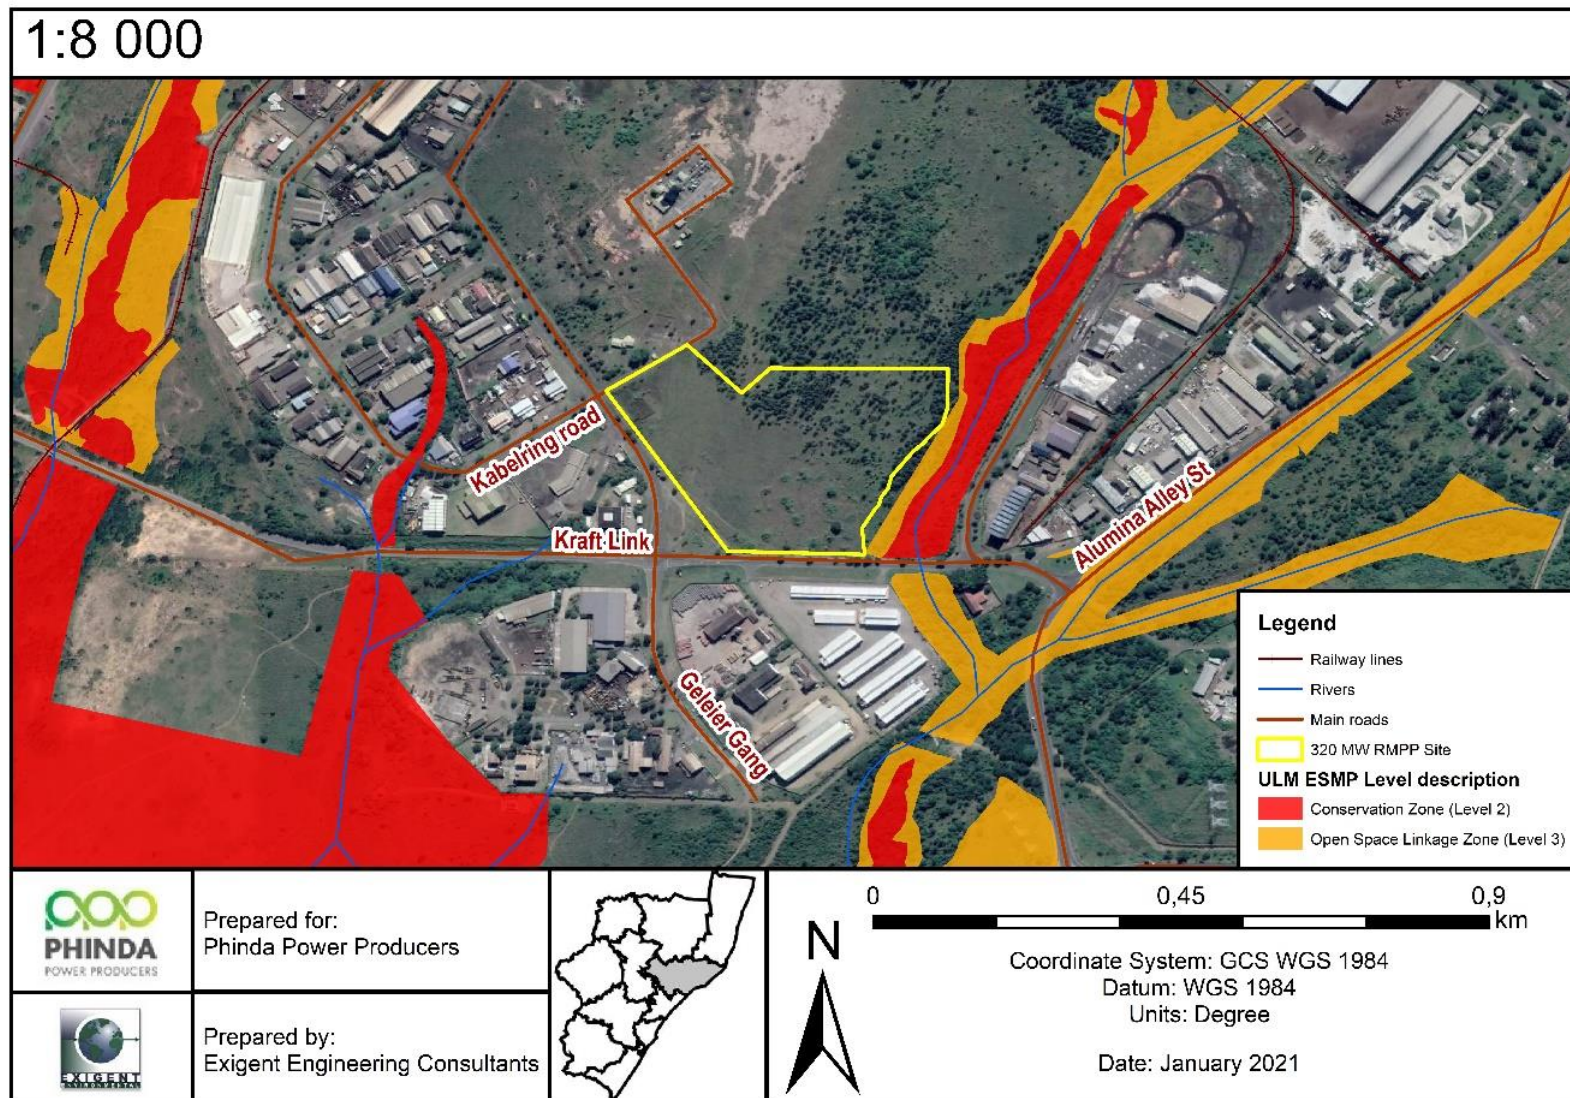 1:8 000
Kabelring road
Kraft Link
Alumina Alley St
Geleier Gang
Legend
Railway lines
Rivers
Main roads
320 MW RMPP Site
ULM ESMP Level description
Conservation Zone (Level 2)
Open Space Linkage Zone (Level 3)
PHINDA
POWER PRODUCERS
Prepared for:
Phinda Power Producers
EXIGENT
ENVIRONMENTAL
Prepared by:
Exigent Engineering Consultants
N
0 0,45 0,9
km
Coordinate System: GCS WGS 1984
Datum: WGS 1984
Units: Degree
Date: January 2021